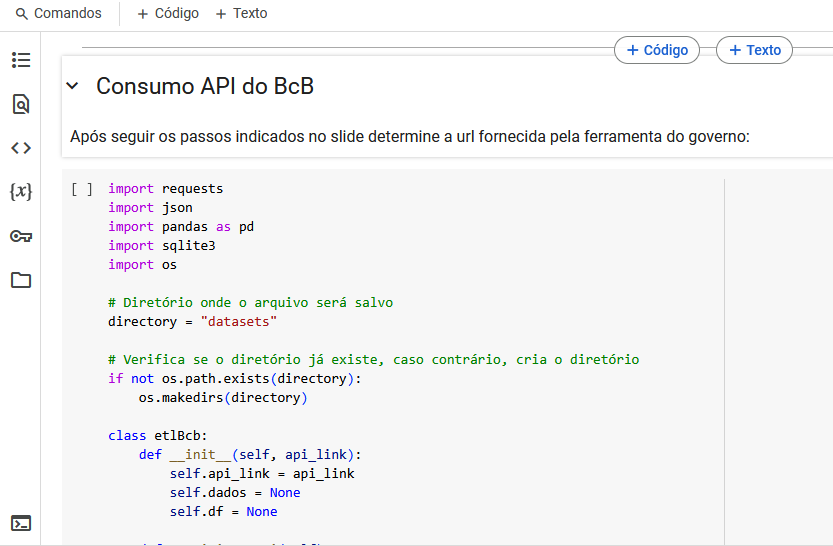 Comandos + Código + Texto
+ Código + Texto
Consumo API do BcB
Após seguir os passos indicados no slide determine a url fornecida pela ferramenta do governo:
[ ] import requests
import json
import pandas as pd
import sqlite3
import os
# Diretório onde o arquivo será salvo
directory = "datasets"
# Verifica se o diretório já existe, caso contrário, cria o diretório
if not os.path.exists(directory):
    os.makedirs(directory)
class etlBcb:
    def __init__(self, api_link):
        self.api_link = api_link
        self.dados = None
        self.df = None